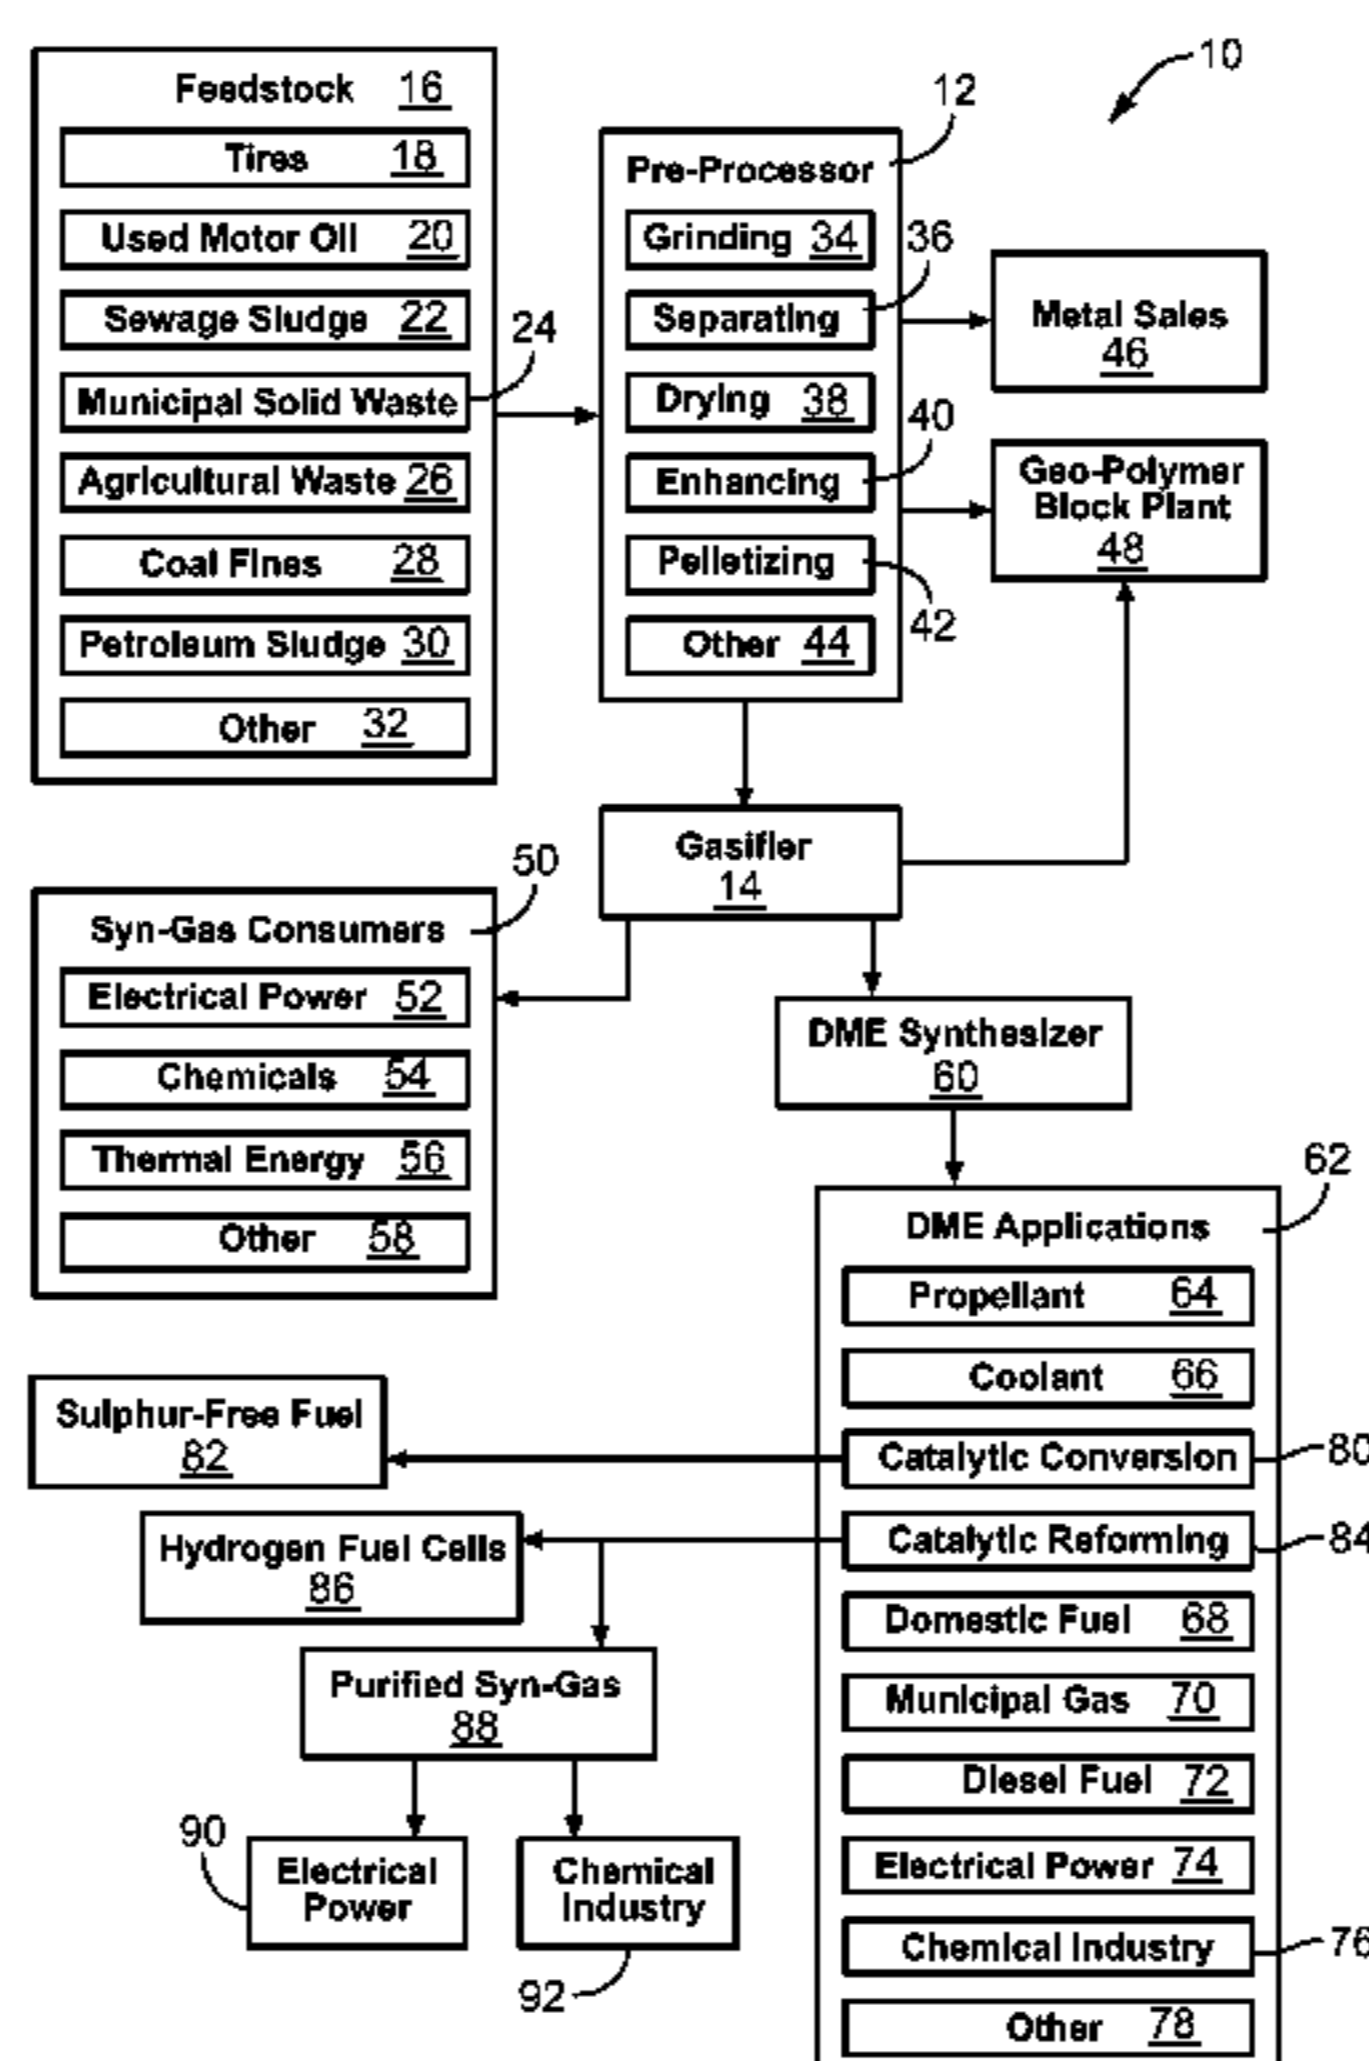 10
Feedstock 16
Tires 18
Used Motor Oil 20
Sewage Sludge 22
24
Municipal Solid Waste
Agricultural Waste 26
Coal Fines 28
Petroleum Sludge 30
Other 32
12
Pre-Processor
Grinding 34
36
Separating
Drying 38
40
Enhancing
Pelletizing
42
Other 44
Metal Sales
46
Geo-Polymer
Block Plant
48
Gasifier
14
50
Syn-Gas Consumers
Electrical Power 52
Chemicals 54
Thermal Energy 56
Other 58
DME Synthesizer
60
62
DME Applications
Propellant 64
Coolant 66
Catalytic Conversion 80
Catalytic Reforming 84
Domestic Fuel 68
Municipal Gas 70
Diesel Fuel 72
Electrical Power 74
Chemical Industry 76
Other 78
Sulphur-Free Fuel
82
Hydrogen Fuel Cells
86
Purified Syn-Gas
88
90
Electrical
Power
Chemical
Industry
92